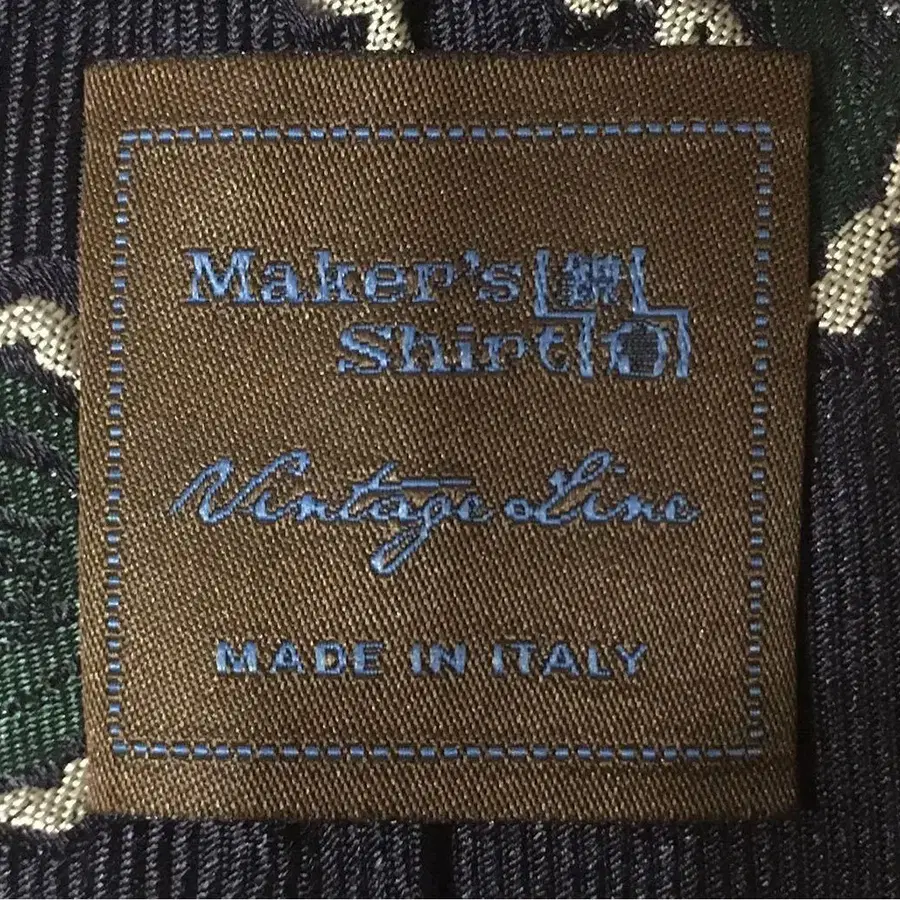 Maker's
Shirt
Vintage Line
MADE IN ITALY